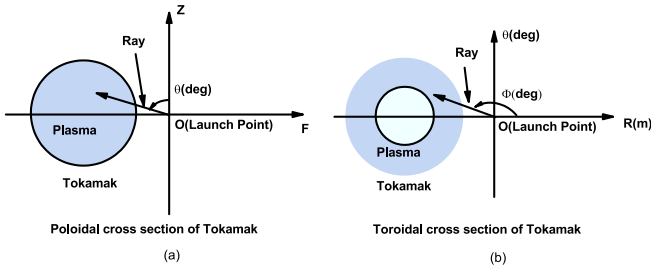 Z
Ray
θ(deg)
Plasma
O(Launch Point)
F
Tokamak
Poloidal cross section of Tokamak
(a)
θ(deg)
Ray
Φ(deg)
O(Launch Point)
R(m)
Plasma
Tokamak
Toroidal cross section of Tokamak
(b)